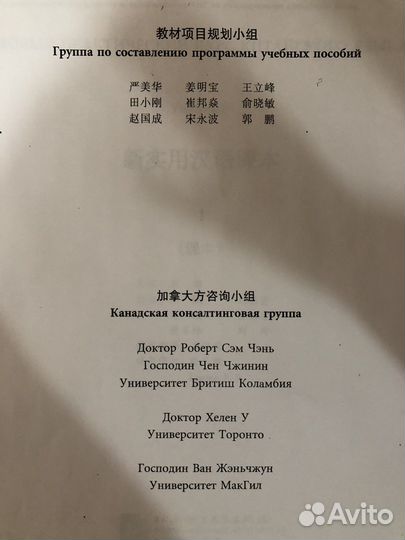 教材项目规划小组
Группа по составлению программы учебных пособий
严美华 姜明宝 王立峰
田小刚 崔邦焱 俞晓敏
赵国成 宋永波 郭 鹏
加拿大方咨询小组
Канадская консалтинговая группа
Доктор Роберт Сэм Чэнь
Господин Чен Чжинин
Университет Бритиш Коламбия
Доктор Хелен У
Университет Торонто
Господин Ван Жэньчжун
Университет МакГил
Avito